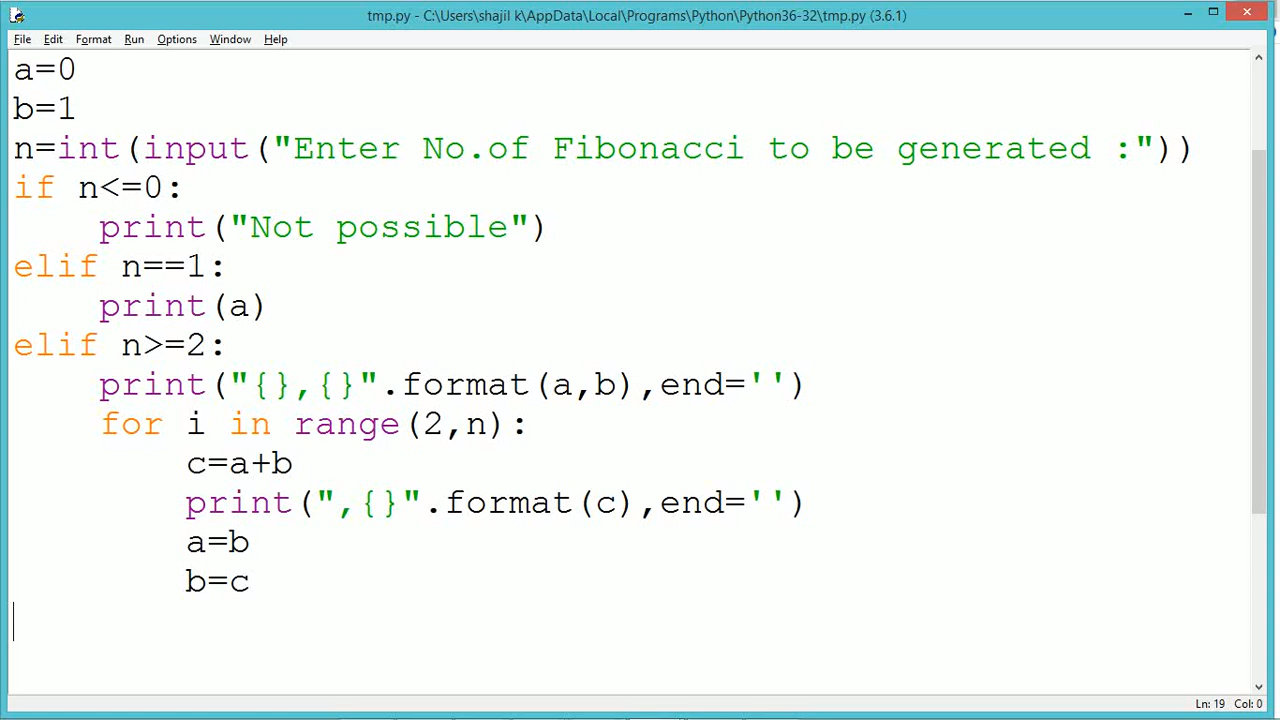 tmp.py - C:\Users\shajil k\AppData\Local\Programs\Python\Python36-32\tmp.py (3.6.1)
File Edit Format Run Options Window Help
a=0
b=1
n=int(input("Enter No.of Fibonacci to be generated :"))
if n<=0:
    print("Not possible")
elif n==1:
    print(a)
elif n>=2:
    print("{},{}".format(a,b),end='')
    for i in range(2,n):
        c=a+b
        print(",{}".format(c),end='')
        a=b
        b=c
Ln: 19 Col: 0